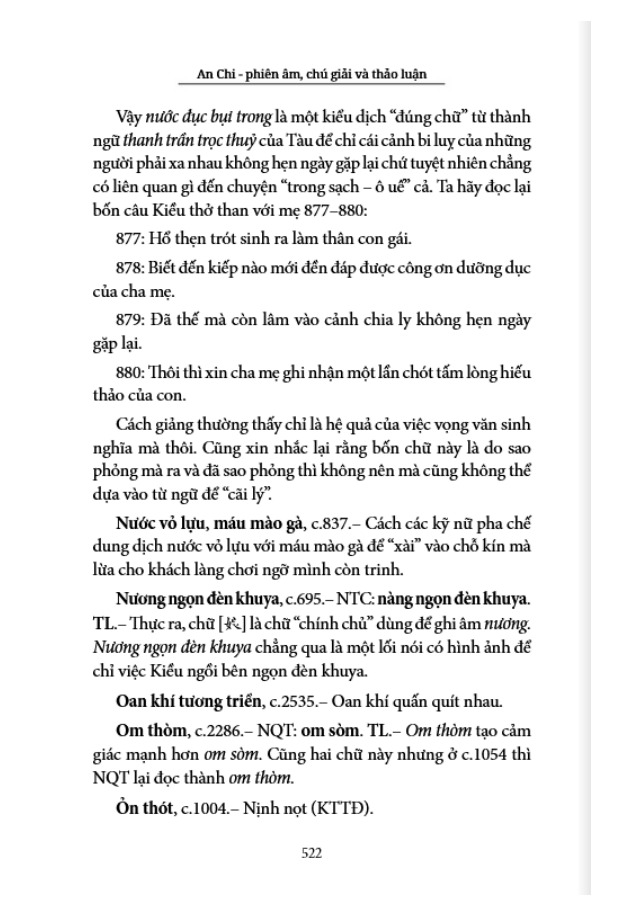 An Chi - phiên âm, chú giải và thảo luận
Vậy nước đục bụi trong là một kiểu dịch “đúng chữ” từ thành
ngữ thanh trần trọc thuỷ của Tàu để chỉ cái cảnh bi luỵ của những
người phải xa nhau không hẹn ngày gặp lại chứ tuyệt nhiên chẳng
có liên quan gì đến chuyện “trong sạch – ô uế” cả. Ta hãy đọc lại
bốn câu Kiều thở than với mẹ 877–880:
877: Hổ thẹn trót sinh ra làm thân con gái.
878: Biết đến kiếp nào mới đền đáp được công ơn dưỡng dục
của cha mẹ.
879: Đã thế mà còn lâm vào cảnh chia ly không hẹn ngày
gặp lại.
880: Thôi thì xin cha mẹ ghi nhận một lần chót tấm lòng hiếu
thảo của con.
Cách giảng thường thấy chỉ là hệ quả của việc vọng văn sinh
nghĩa mà thôi. Cũng xin nhắc lại rằng bốn chữ này là do sao
phỏng mà ra và đã sao phỏng thì không nên mà cũng không thể
dựa vào từ ngữ để “cãi lý”.
Nước vỏ lựu, máu mào gà, c.837.– Cách các kỹ nữ pha chế
dung dịch nước vỏ lựu với máu mào gà để “xài” vào chỗ kín mà
lừa cho khách làng chơi ngỡ mình còn trinh.
Nương ngọn đèn khuya, c.695.– NTC: nàng ngọn đèn khuya.
TL.– Thực ra, chữ [] là chữ “chính chủ” dùng để ghi âm nương.
Nương ngọn đèn khuya chẳng qua là một lối nói có hình ảnh để
chỉ việc Kiều ngồi bên ngọn đèn khuya.
Oan khí tương triền, c.2535.– Oan khí quấn quít nhau.
Om thòm, c.2286.– NQT: om sòm. TL.– Om thòm tạo cảm
giác mạnh hơn om sòm. Cũng hai chữ này nhưng ở c.1054 thì
NQT lại đọc thành om thòm.
Ỏn thót, c.1004.– Nịnh nọt (KTTĐ).
522